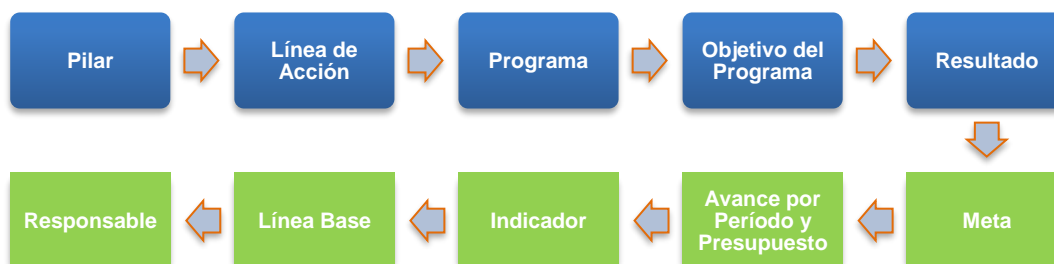 Pilar
Línea de
Acción
Programa
Objetivo del
Programa
Resultado
Responsable
Línea Base
Indicador
Avance por
Período y
Presupuesto
Meta